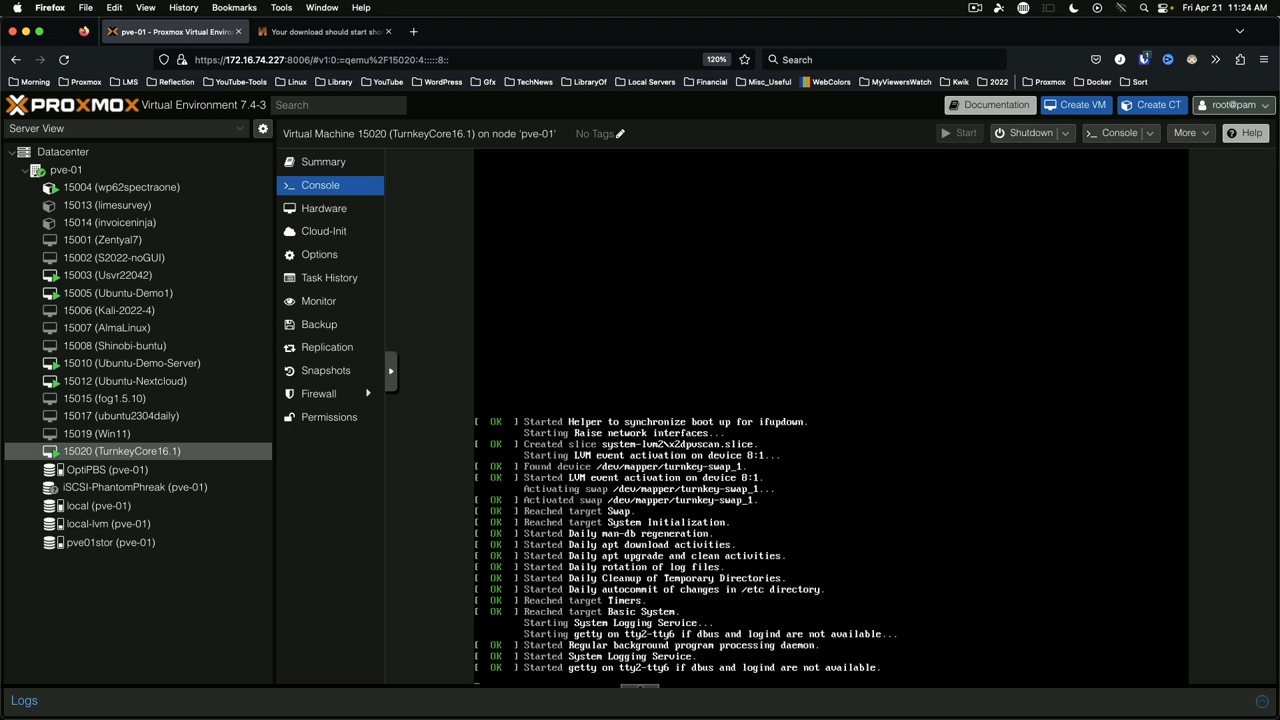 Firefox File Edit View History Bookmarks Tools Window Help Fri Apr 21 11:24 AM
pve-01 - Proxmox Virtual Enviro
Your download should start sho
https://172.16.74.227:8006/#v1:0:=qemu%2F15020:4:::::8:: 120% Search
Morning Proxmox LMS Reflection YouTube-Tools Linux Library YouTube WordPress Gfx TechNews LibraryOf Local Servers Financial Misc_Useful WebColors MyViewersWatch Kwik 2022 Proxmox Docker Sort
PROXMOX Virtual Environment 7.4-3 Search Documentation Create VM Create CT root@pam
Server View
Virtual Machine 15020 (TurnkeyCore16.1) on node 'pve-01' No Tags Start Shutdown Console More Help
Datacenter
pve-01
15004 (wp62spectraone)
15013 (limesurvey)
15014 (invoiceninja)
15001 (Zentyal7)
15002 (S2022-noGUI)
15003 (Usvr22042)
15005 (Ubuntu-Demo1)
15006 (Kali-2022-4)
15007 (AlmaLinux)
15008 (Shinobi-buntu)
15010 (Ubuntu-Demo-Server)
15012 (Ubuntu-Nextcloud)
15015 (fog1.5.10)
15017 (ubuntu2304daily)
15019 (Win11)
15020 (TurnkeyCore16.1)
OptiPBS (pve-01)
iSCSI-PhantomPhreak (pve-01)
local (pve-01)
local-lvm (pve-01)
pve01stor (pve-01)
Summary
Console
Hardware
Cloud-Init
Options
Task History
Monitor
Backup
Replication
Snapshots
Firewall
Permissions
[ OK ] Started Helper to synchronize boot up for ifupdown.
Starting Raise network interfaces...
[ OK ] Created slice system-lvm2\x2dpvscan.slice.
Starting LVM event activation on device 8:1...
[ OK ] Found device /dev/mapper/turnkey-swap_1.
[ OK ] Started LVM event activation on device 8:1.
Activating swap /dev/mapper/turnkey-swap_1...
[ OK ] Activated swap /dev/mapper/turnkey-swap_1.
[ OK ] Reached target Swap.
[ OK ] Reached target System Initialization.
[ OK ] Started Daily man-db regeneration.
[ OK ] Started Daily apt download activities.
[ OK ] Started Daily apt upgrade and clean activities.
[ OK ] Started Daily rotation of log files.
[ OK ] Started Daily Cleanup of Temporary Directories.
[ OK ] Started Daily autocommit of changes in /etc directory.
[ OK ] Reached target Timers.
[ OK ] Reached target Basic System.
Starting System Logging Service...
Starting getty on tty2-tty6 if dbus and logind are not available...
[ OK ] Started Regular background program processing daemon.
[ OK ] Started System Logging Service.
[ OK ] Started getty on tty2-tty6 if dbus and logind are not available.
Logs